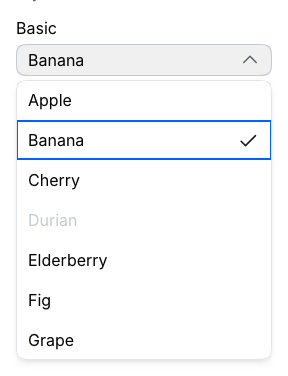 Basic
Banana
Apple
Banana
Cherry
Durian
Elderberry
Fig
Grape